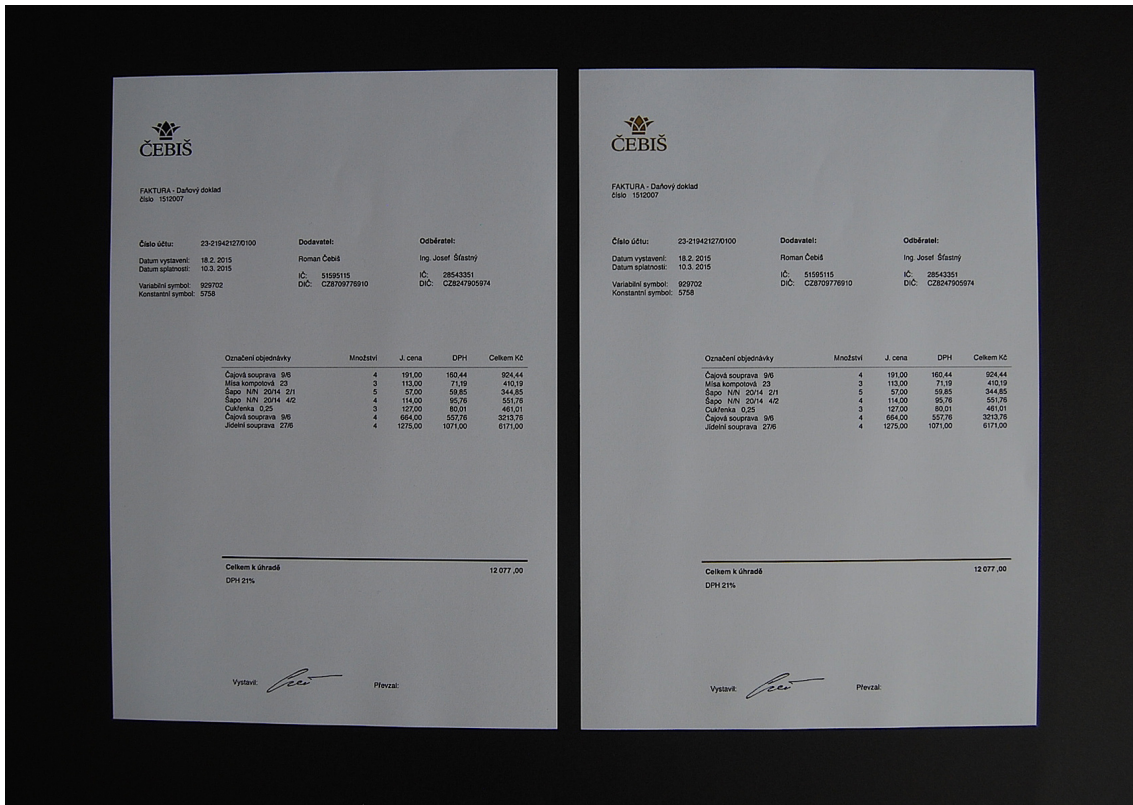 ČEBIŠ
FAKTURA - Daňový doklad
číslo 1512007
Číslo účtu: 23-21942127/0100
Datum vystavení: 18.2. 2015
Datum splatnosti: 10.3. 2015
Variabilní symbol: 929702
Konstantní symbol: 5758
Dodavatel:
Roman Čebiš
IČ: 51595115
DIČ: CZ8709776910
Odběratel:
Ing. Josef Šťastný
IČ: 28543351
DIČ: CZ8247905974
Označení objednávky Množství J. cena DPH Celkem Kč
Čajová souprava 9/6 4 191,00 160,44 924,44
Mísa kompotová 23 3 113,00 71,19 410,19
Šapo N/N 20/14 2/1 5 57,00 59,85 344,85
Šapo N/N 20/14 4/2 4 114,00 95,76 551,76
Cukřenka 0,25 3 127,00 80,01 461,01
Čajová souprava 9/6 4 664,00 557,76 3213,76
Jídelní souprava 27/6 4 1275,00 1071,00 6171,00
Celkem k úhradě 12 077 ,00
DPH 21%
Vystavil: Převzal:
ČEBIŠ
FAKTURA - Daňový doklad
číslo 1512007
Číslo účtu: 23-21942127/0100
Datum vystavení: 18.2. 2015
Datum splatnosti: 10.3. 2015
Variabilní symbol: 929702
Konstantní symbol: 5758
Dodavatel:
Roman Čebiš
IČ: 51595115
DIČ: CZ8709776910
Odběratel:
Ing. Josef Šťastný
IČ: 28543351
DIČ: CZ8247905974
Označení objednávky Množství J. cena DPH Celkem Kč
Čajová souprava 9/6 4 191,00 160,44 924,44
Mísa kompotová 23 3 113,00 71,19 410,19
Šapo N/N 20/14 2/1 5 57,00 59,85 344,85
Šapo N/N 20/14 4/2 4 114,00 95,76 551,76
Cukřenka 0,25 3 127,00 80,01 461,01
Čajová souprava 9/6 4 664,00 557,76 3213,76
Jídelní souprava 27/6 4 1275,00 1071,00 6171,00
Celkem k úhradě 12 077 ,00
DPH 21%
Vystavil: Převzal: